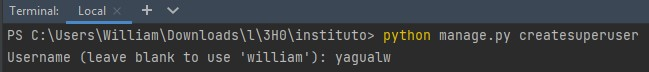 Terminal: Local × +
PS C:\Users\William\Downloads\l\3H0\instituto> python manage.py createsuperuser
Username (leave blank to use 'william'): yagualw